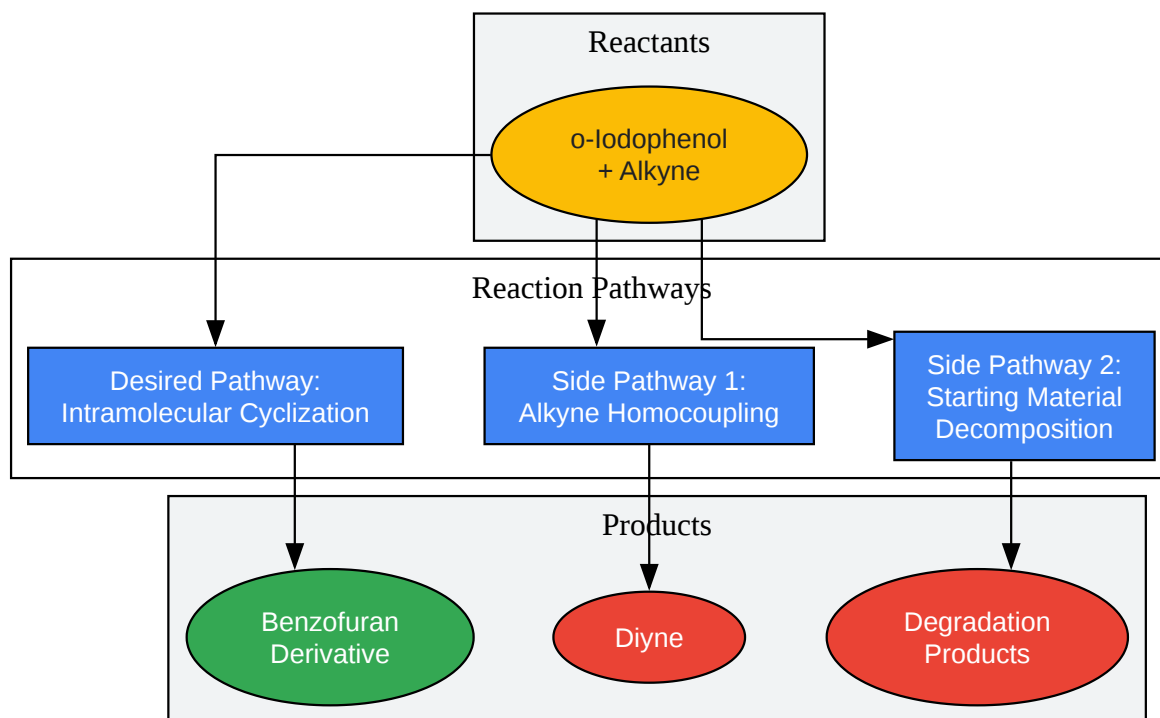 Reactants
o-Iodophenol
+ Alkyne
Reaction Pathways
Desired Pathway:
Intramolecular Cyclization
Side Pathway 1:
Alkyne Homocoupling
Side Pathway 2:
Starting Material
Decomposition
Products
Benzofuran
Derivative
Diyne
Degradation
Products